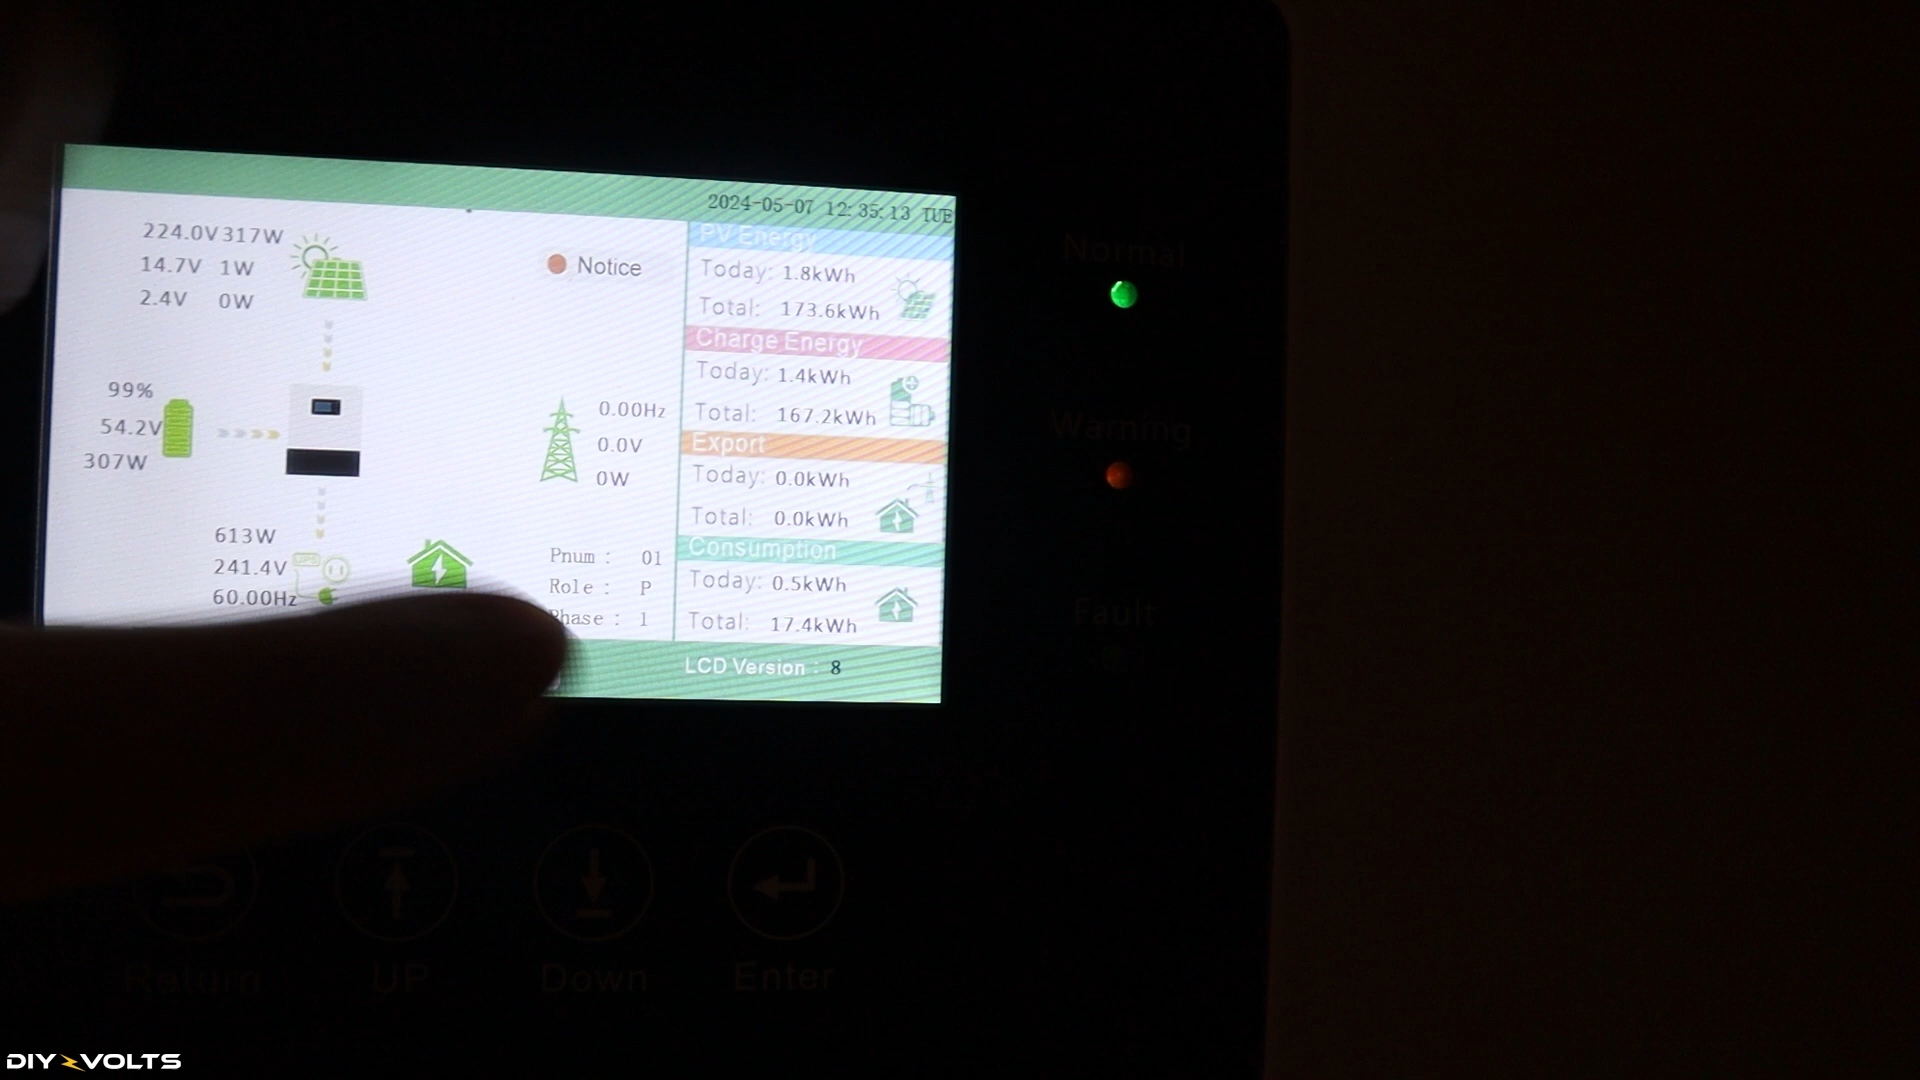 2024-05-07 12:35:13 TUE
224.0V 317W
14.7V 1W
2.4V 0W
Notice
99%
54.2V
307W
0.00Hz
0.0V
0W
613W
241.4V
60.00Hz
UPS
Pnum : 01
Role : P
Phase : 1
PV Energy
Today: 1.8kWh
Total: 173.6kWh
Charge Energy
Today: 1.4kWh
Total: 167.2kWh
Export
Today: 0.0kWh
Total: 0.0kWh
Consumption
Today: 0.5kWh
Total: 17.4kWh
LCD Version : 8
Normal
Warning
Fault
Return UP Down Enter
DIY VOLTS